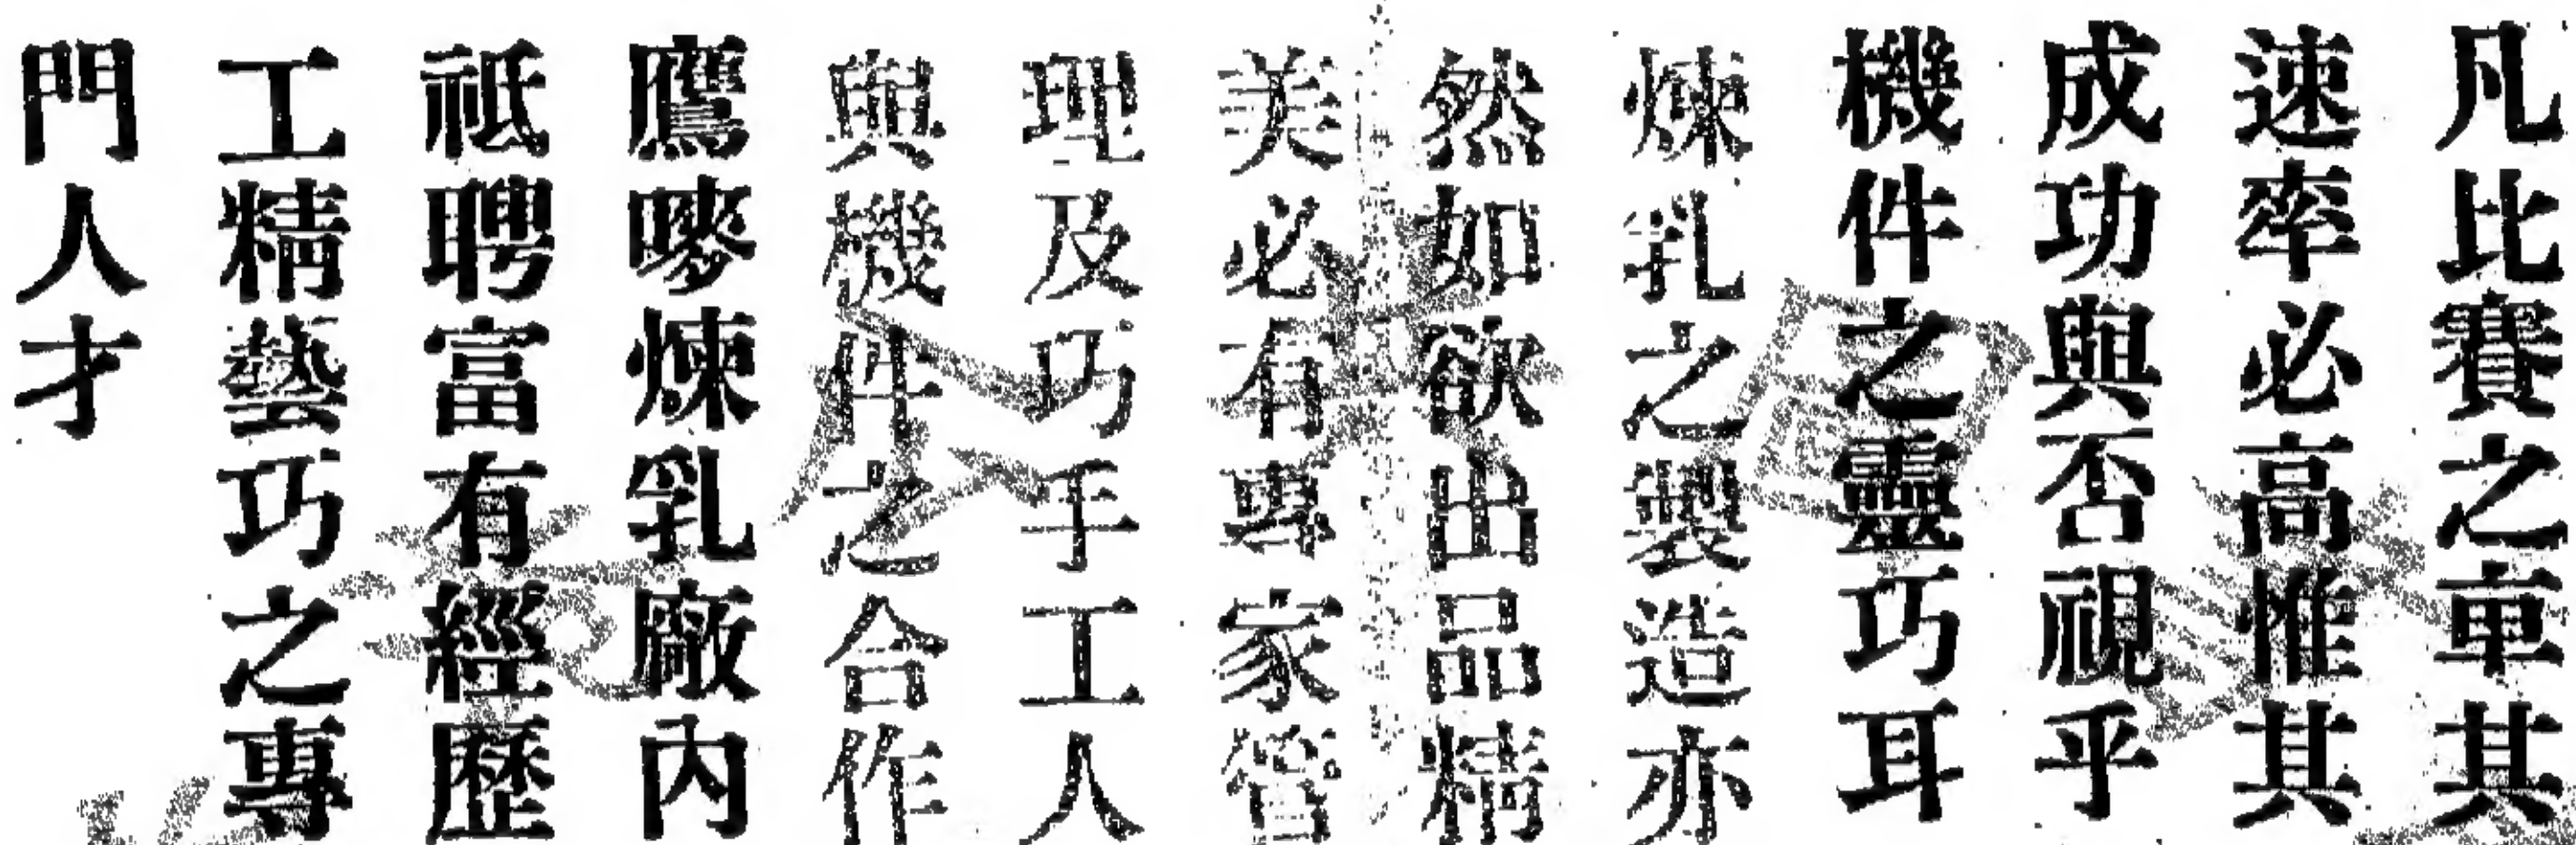 凡比賽之車其
速率必高惟其
成功與否視乎
機件之靈巧耳
煉乳之製造亦
然如欲出品精
美必有專家管
理及巧手工人
與機件之合作
鷹嘜煉乳廠內
祗聘富有經歷
工精藝巧之專
門人才